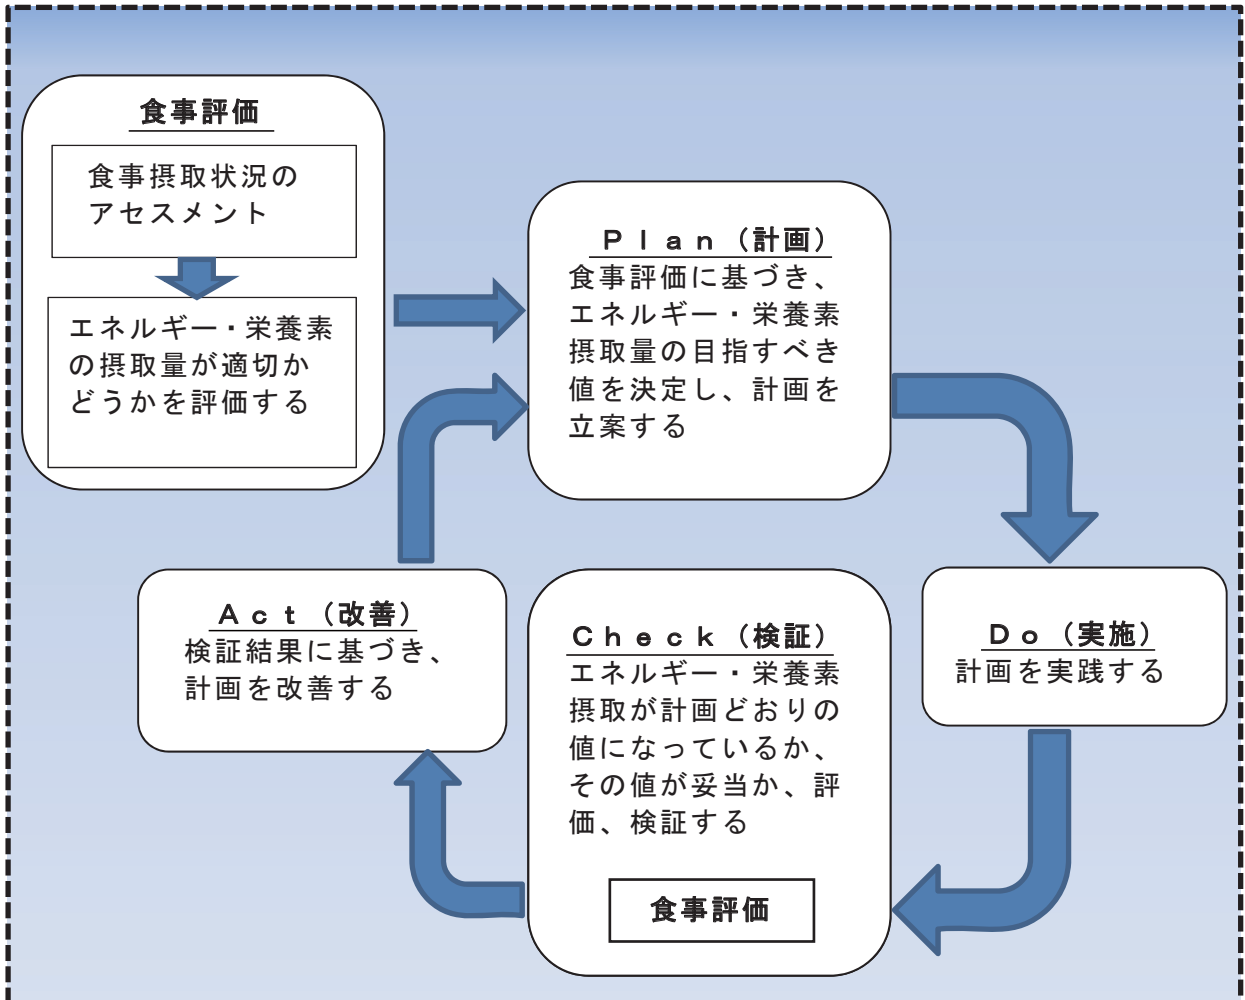 食事評価
食事摂取状況の
アセスメント
エネルギー・栄養素
の摂取量が適切か
どうかを評価する
Ｐｌａｎ（計画）
食事評価に基づき、
エネルギー・栄養素
摂取量の目指すべき
値を決定し、計画を
立案する
Ｄｏ（実施）
計画を実践する
Ｃｈｅｃｋ（検証）
エネルギー・栄養素
摂取が計画どおりの
値になっているか、
その値が妥当か、評
価、検証する
食事評価
Ａｃｔ（改善）
検証結果に基づき、
計画を改善する